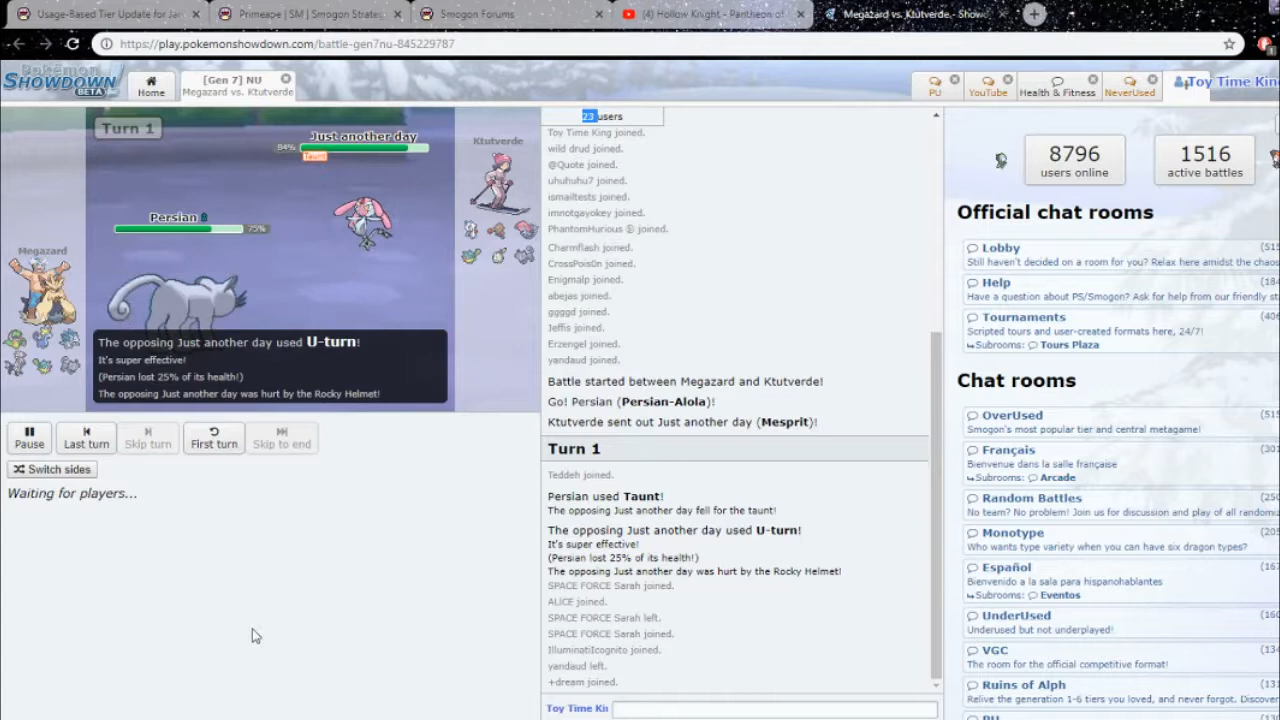 Usage-Based Tier Update for Jan
Primeape | SM | Smogon Strate
Smogon Forums
(4) Hollow Knight - Pantheon of
Megazard vs. Ktutverde - Show
https://play.pokemonshowdown.com/battle-gen7nu-845229787
Pokémon
SHOWDOWN
BETA
Home
[Gen 7] NU
Megazard vs. Ktutverde
PU
YouTube
Health & Fitness
NeverUsed
Toy Time King
Turn 1
Just another day
84%
Taunt
Persian
75%
Megazard
Ktutverde
The opposing Just another day used U-turn!
It's super effective!
(Persian lost 25% of its health!)
The opposing Just another day was hurt by the Rocky Helmet!
Pause
Last turn
Skip turn
First turn
Skip to end
Switch sides
Waiting for players...
23 users
Toy Time King joined.
wild drud joined.
@Quote joined.
uhuhuhu7 joined.
ismailtests joined.
imnotgayokey joined.
PhantomHurious joined.
Charmflash joined.
CrossPois0n joined.
Enigmalp joined.
abejas joined.
ggggd joined.
Jeffis joined.
Erzengel joined.
yandaud joined.
Battle started between Megazard and Ktutverde!
Go! Persian (Persian-Alola)!
Ktutverde sent out Just another day (Mesprit)!
Turn 1
Teddeh joined.
Persian used Taunt!
The opposing Just another day fell for the taunt!
The opposing Just another day used U-turn!
It's super effective!
(Persian lost 25% of its health!)
The opposing Just another day was hurt by the Rocky Helmet!
SPACE FORCE Sarah joined.
ALICE joined.
SPACE FORCE Sarah left.
SPACE FORCE Sarah joined.
IlluminatiIcognito joined.
yandaud left.
+dream joined.
Toy Time Ki
8796
users online
1516
active battles
Official chat rooms
Lobby (515
Still haven't decided on a room for you? Relax here amidst the chaos
Help (184
Have a question about PS/Smogon? Ask for help from our friendly st
Tournaments (406
Scripted tours and user-created formats here, 24/7!
Subrooms: Tours Plaza
Chat rooms
OverUsed (515
Smogon's most popular tier and central metagame!
Français (301
Bienvenue dans la salle française
Subrooms: Arcade
Random Battles (250
No team? No problem! Join us for discussion and play of all randomiz
Monotype (205
Who wants type variety when you can have six dragon types?
Español (167
Bienvenido a la sala para hispanohablantes
Subrooms: Eventos
UnderUsed (160
Underused but not underplayed!
VGC (134
The room for the official competitive format!
Ruins of Alph (131
Relive the generation 1-6 tiers you loved, and never forgot. Discover
PU